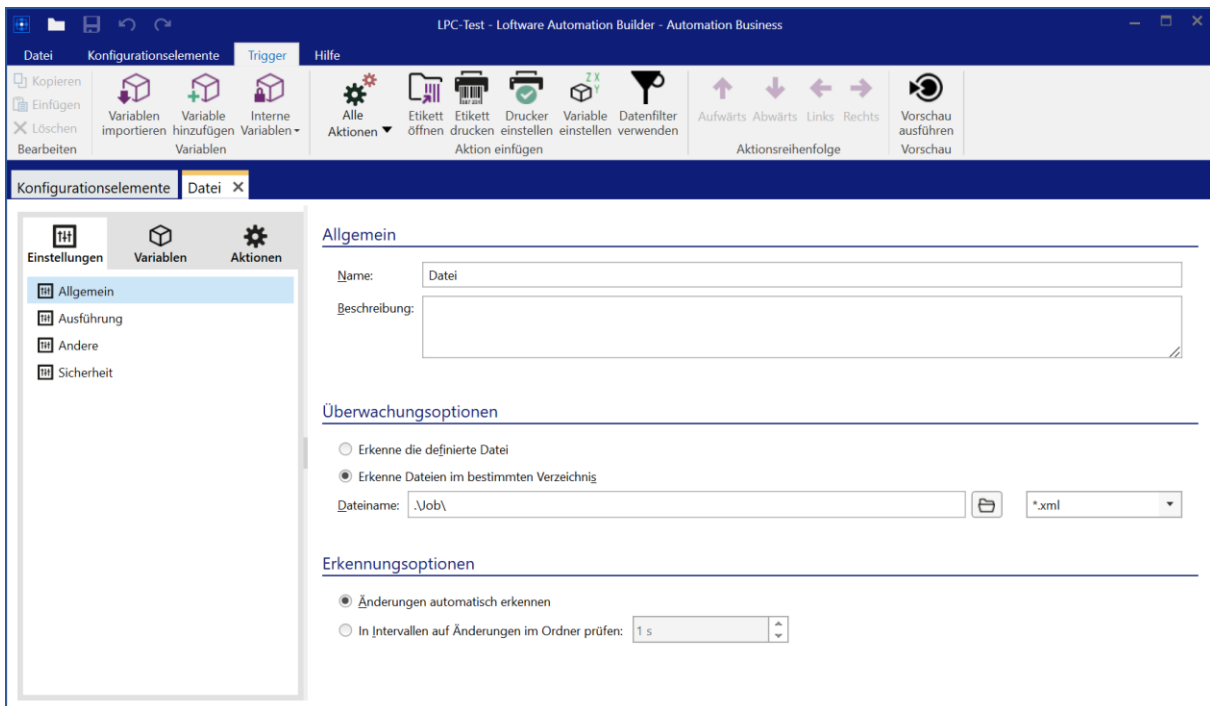 LPC-Test - Loftware Automation Builder - Automation Business
Datei Konfigurationselemente Trigger Hilfe
Kopieren
Einfügen
Löschen
Bearbeiten
Variablen importieren
Variable hinzufügen
Interne Variablen
Variablen
Alle Aktionen
Etikett öffnen
Etikett drucken
Drucker einstellen
Variable einstellen
Datenfilter verwenden
Aktion einfügen
Aufwärts Abwärts Links Rechts
Aktionsreihenfolge
Vorschau ausführen
Vorschau
Konfigurationselemente Datei
Einstellungen Variablen Aktionen
Allgemein
Ausführung
Andere
Sicherheit
Allgemein
Name: Datei
Beschreibung:
Überwachungsoptionen
Erkenne die definierte Datei
Erkenne Dateien im bestimmten Verzeichnis
Dateiname: .\Job\ *.xml
Erkennungsoptionen
Änderungen automatisch erkennen
In Intervallen auf Änderungen im Ordner prüfen: 1 s